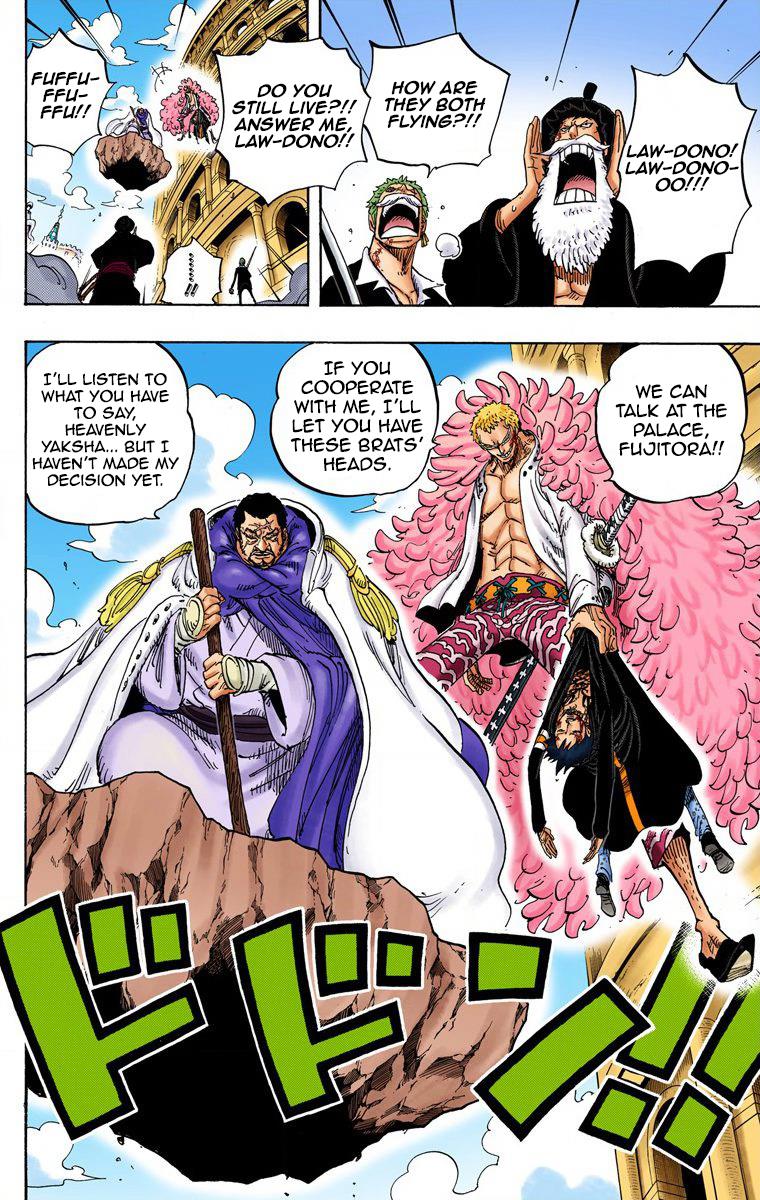 LAW-DONO!
LAW-DONO-
OO!!!
HOW ARE
THEY BOTH
FLYING?!!
DO YOU
STILL LIVE?!!
ANSWER ME,
LAW-DONO!!
FUFFU-
FFU-
FFU!!
......!!
WE CAN
TALK AT THE
PALACE,
FUJITORA!!
IF YOU
COOPERATE
WITH ME, I'LL
LET YOU HAVE
THESE BRATS'
HEADS.
I'LL LISTEN TO
WHAT YOU HAVE
TO SAY,
HEAVENLY
YAKSHA... BUT I
HAVEN'T MADE MY
DECISION YET.
ドドン!!